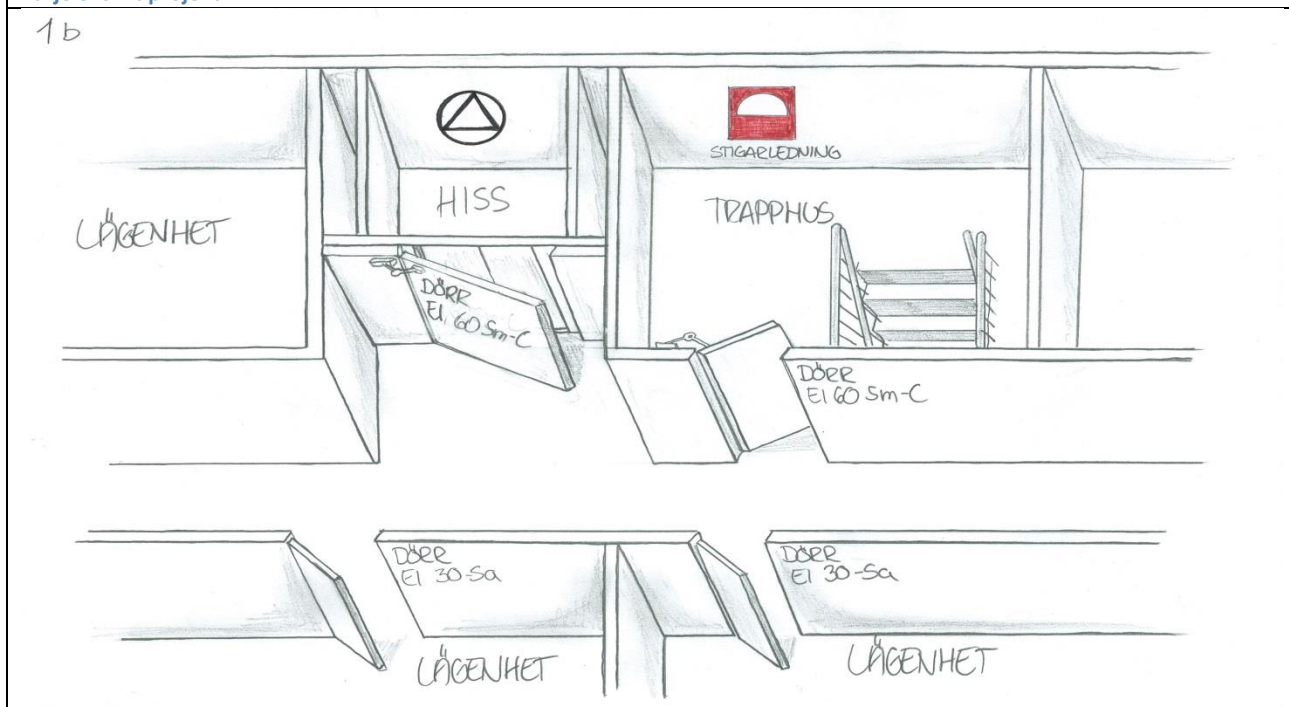 1b
STIGARLEDNING
HISS
TRAPPHUS
LÄGENHET
DÖRR
EI 60 Sm-C
DÖRR
EI 60 Sm-C
DÖRR
EI 30-Sa
DÖRR
EI 30-Sa
LÄGENHET
LÄGENHET